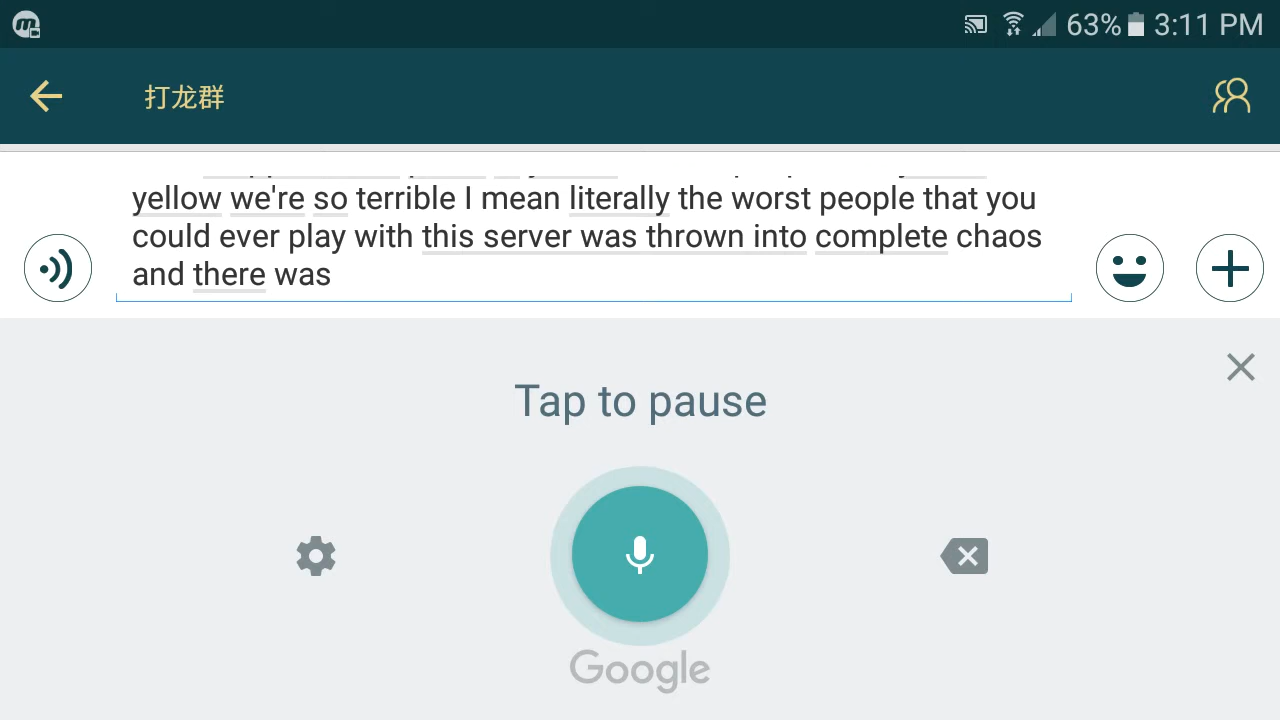 63% 3:11 PM
打龙群
yellow we're so terrible I mean literally the worst people that you
could ever play with this server was thrown into complete chaos
and there was
Tap to pause
Google